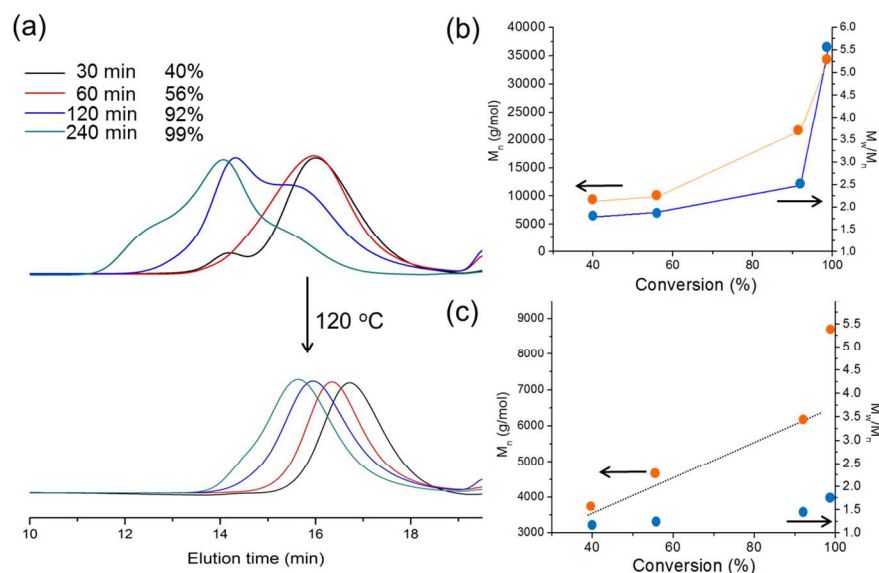 (a)
30 min 40%
60 min 56%
120 min 92%
240 min 99%
120 °C
10 12 14 16 18
Elution time (min)
(b)
40000
35000
30000
25000
20000
15000
10000
5000
0
Mn (g/mol)
6.0
5.5
5.0
4.5
4.0
3.5
3.0
2.5
2.0
1.5
1.0
Mw/Mn
40 60 80 100
Conversion (%)
(c)
9000
8000
7000
6000
5000
4000
3000
Mn (g/mol)
5.5
5.0
4.5
4.0
3.5
3.0
2.5
2.0
1.5
1.0
Mw/Mn
40 60 80 100
Conversion (%)